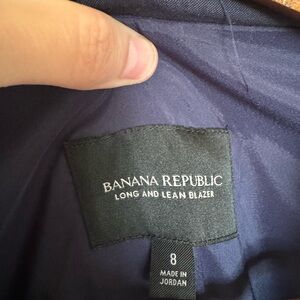 BANANA REPUBLIC
LONG AND LEAN BLAZER
8
MADE IN
JORDAN